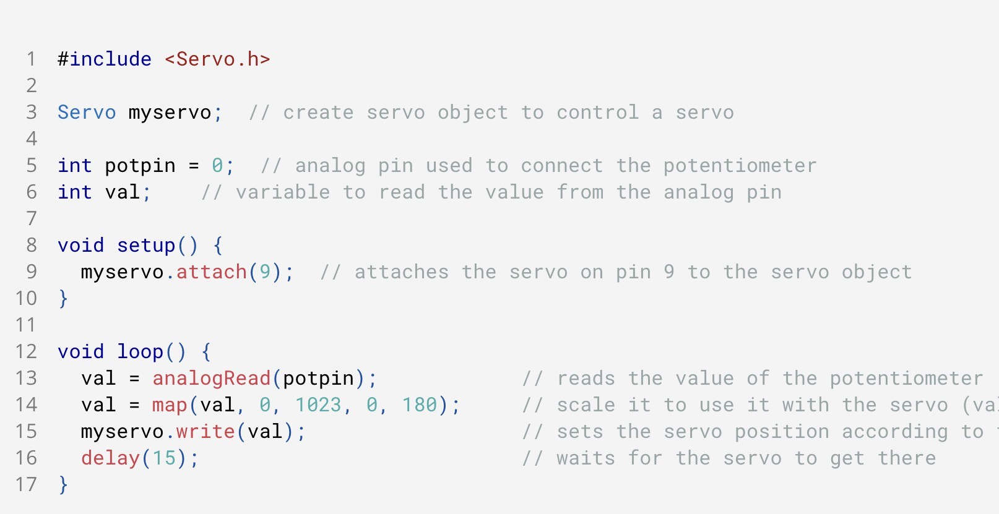 1 #include <Servo.h>
2
3 Servo myservo;  // create servo object to control a servo
4
5 int potpin = 0;  // analog pin used to connect the potentiometer
6 int val;    // variable to read the value from the analog pin
7
8 void setup() {
9   myservo.attach(9);  // attaches the servo on pin 9 to the servo object
10 }
11
12 void loop() {
13   val = analogRead(potpin);            // reads the value of the potentiometer
14   val = map(val, 0, 1023, 0, 180);     // scale it to use it with the servo
15   myservo.write(val);                  // sets the servo position according to
16   delay(15);                           // waits for the servo to get there
17 }